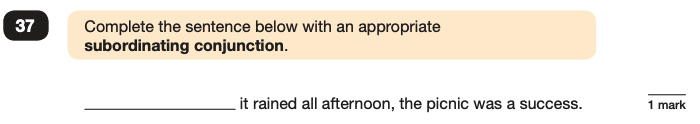 37
Complete the sentence below with an appropriate
subordinating conjunction.
_________________ it rained all afternoon, the picnic was a success.
1 mark